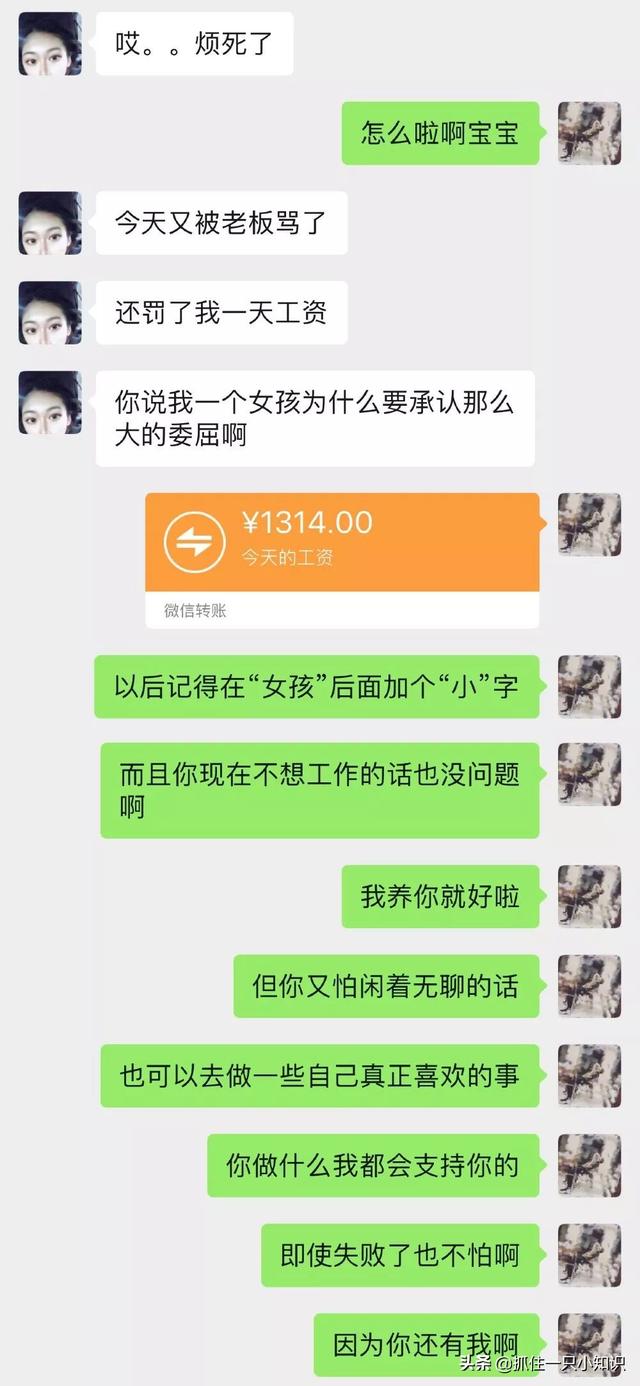 哎。。烦死了
怎么啦啊宝宝
今天又被老板骂了
还罚了我一天工资
你说我一个女孩为什么要承认那么
大的委屈啊
¥1314.00
今天的工资
微信转账
以后记得在“女孩”后面加个“小”字
而且你现在不想工作的话也没问题
啊
我养你就好啦
但你又怕闲着无聊的话
也可以去做一些自己真正喜欢的事
你做什么我都会支持你的
即使失败了也不怕啊
因为你还有我啊
头条 @抓住一只小知识